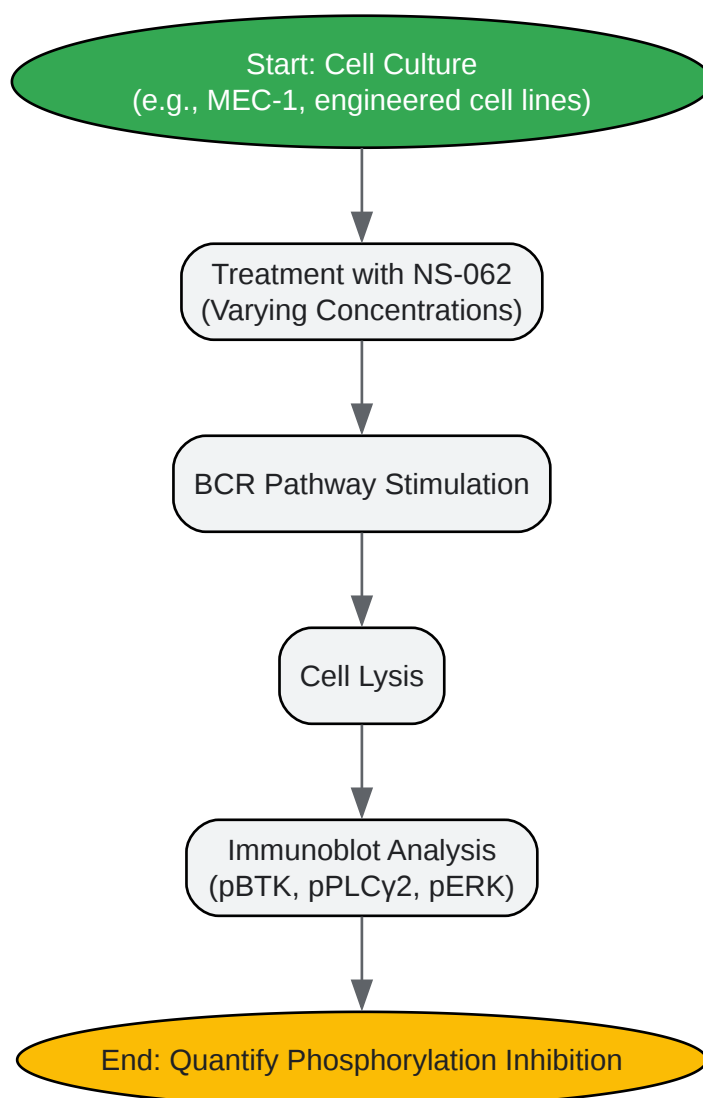 Start: Cell Culture
(e.g., MEC-1, engineered cell lines)
Treatment with NS-062
(Varying Concentrations)
BCR Pathway Stimulation
Cell Lysis
Immunoblot Analysis
(pBTK, pPLCγ2, pERK)
End: Quantify Phosphorylation Inhibition